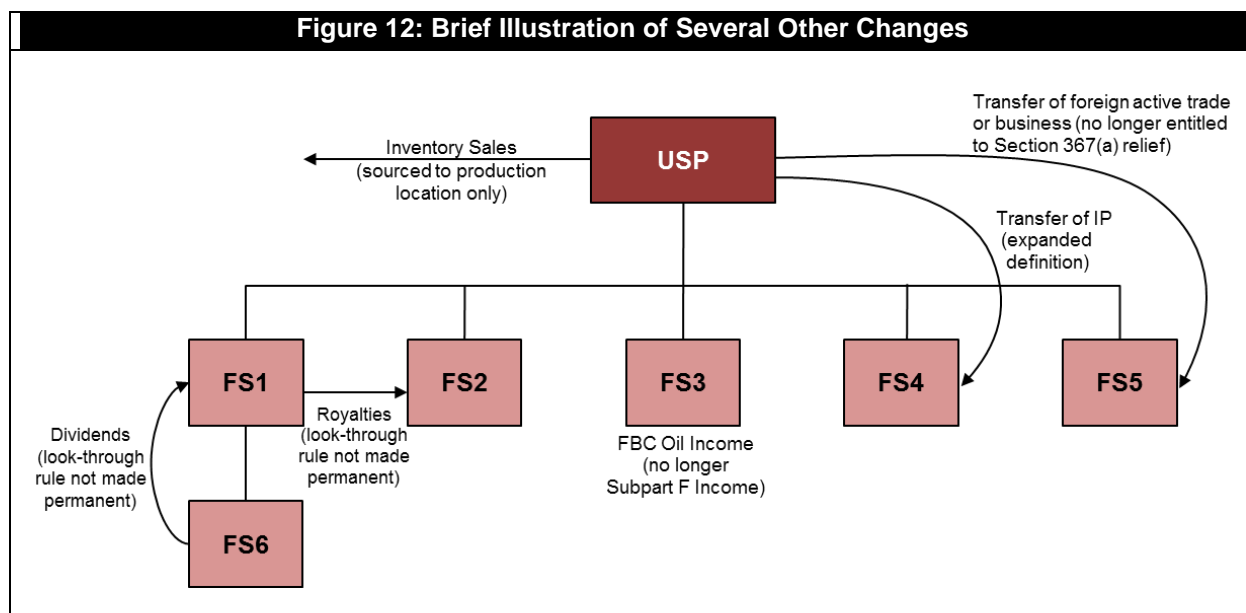 Figure 12: Brief Illustration of Several Other Changes
Transfer of foreign active trade
or business (no longer entitled
to Section 367(a) relief)
Inventory Sales
(sourced to production
location only)
USP
Transfer of IP
(expanded
definition)
FS1
FS2
FS3
FS4
FS5
Dividends
(look-through
rule not made
permanent)
Royalties
(look-through
rule not made
permanent)
FBC Oil Income
(no longer
Subpart F Income)
FS6